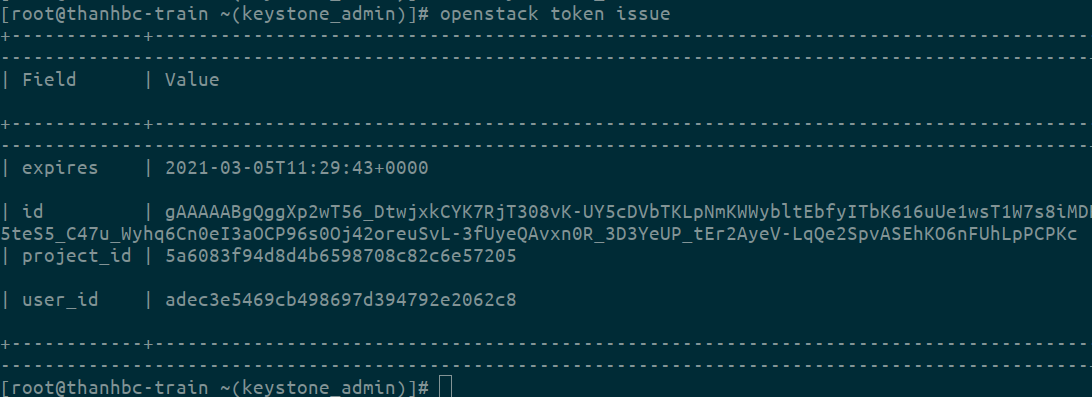 [root@thanhbc-train ~(keystone_admin)]# openstack token issue
+------------+--------------------------------------------------------------------------------------
----------------------------------------------------------------------------------------------------
| Field      | Value
+------------+--------------------------------------------------------------------------------------
----------------------------------------------------------------------------------------------------
| expires    | 2021-03-05T11:29:43+0000
| id         | gAAAAABgQggXp2wT56_DtwjxkCYK7RjT308vK-UY5cDVbTKLpNmKWWybltEbfyITbK616uUe1wsT1W7s8iMD
5teS5_C47u_Wyhq6Cn0eI3aOCP96s0Oj42oreuSvL-3fUyeQAvxn0R_3D3YeUP_tEr2AyeV-LqQe2SpvASEhKO6nFUhLpPCPKc
| project_id | 5a6083f94d8d4b6598708c82c6e57205
| user_id    | adec3e5469cb498697d394792e2062c8
+------------+--------------------------------------------------------------------------------------
----------------------------------------------------------------------------------------------------
[root@thanhbc-train ~(keystone_admin)]#